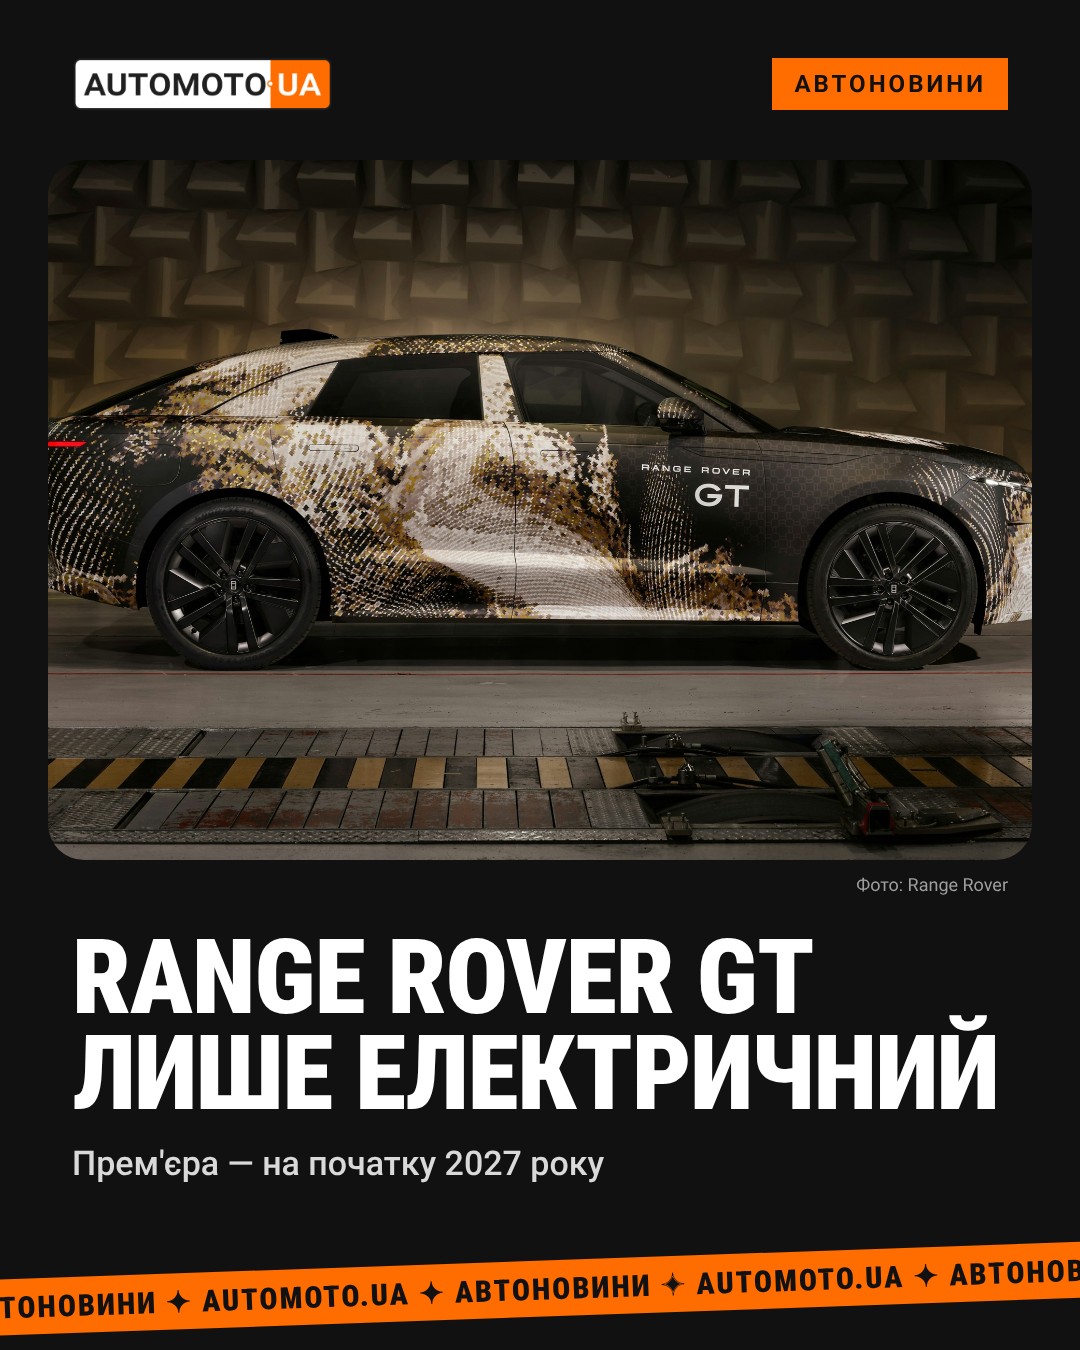 AUTOMOTO UA
АВТОНОВИНИ
RANGE ROVER
GT
Фото: Range Rover
RANGE ROVER GT
ЛИШЕ ЕЛЕКТРИЧНИЙ
Прем'єра — на початку 2027 року
ТОНОВИНИ ✦ AUTOMOTO.UA ✦ АВТОНОВИНИ ✦ AUTOMOTO.UA ✦ АВТОНОВ